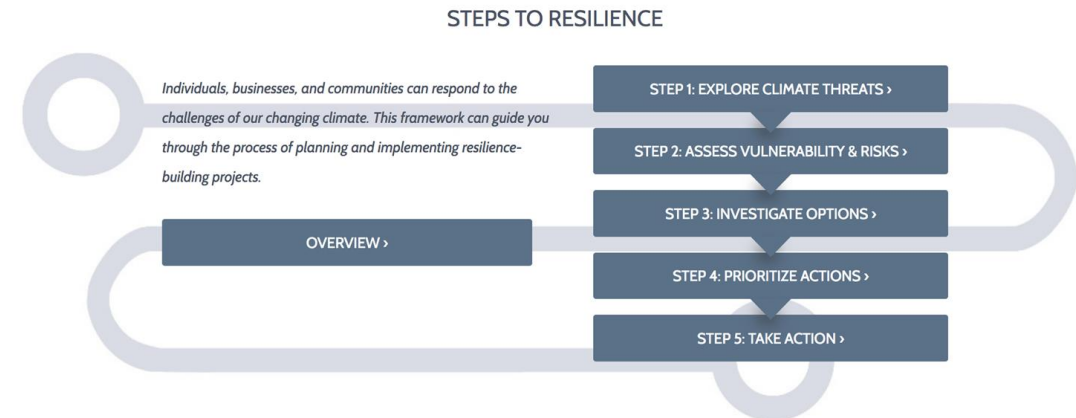 STEPS TO RESILIENCE
Individuals, businesses, and communities can respond to the
challenges of our changing climate. This framework can guide you
through the process of planning and implementing resilience-
building projects.
OVERVIEW ›
STEP 1: EXPLORE CLIMATE THREATS ›
STEP 2: ASSESS VULNERABILITY & RISKS ›
STEP 3: INVESTIGATE OPTIONS ›
STEP 4: PRIORITIZE ACTIONS ›
STEP 5: TAKE ACTION ›